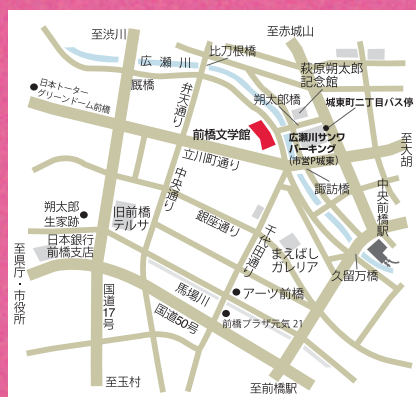 至渋川
至赤城山
広瀬川
比刀根橋
厩橋
萩原朔太郎
記念館
日本トーター
グリーンドーム前橋
弁天通り
朔太郎橋
城東町二丁目バス停
前橋文学館
広瀬川サンワ
パーキング
(市営P城東)
至大胡
立川町通り
諏訪橋
中央前橋駅
朔太郎
生家跡
旧前橋
テルサ
中央通り
銀座通り
千代田通り
日本銀行
前橋支店
まえばし
ガレリア
久留万橋
至県庁・市役所
馬場川
アーツ前橋
国道17号
国道50号
前橋プラザ元気21
至玉村
至前橋駅